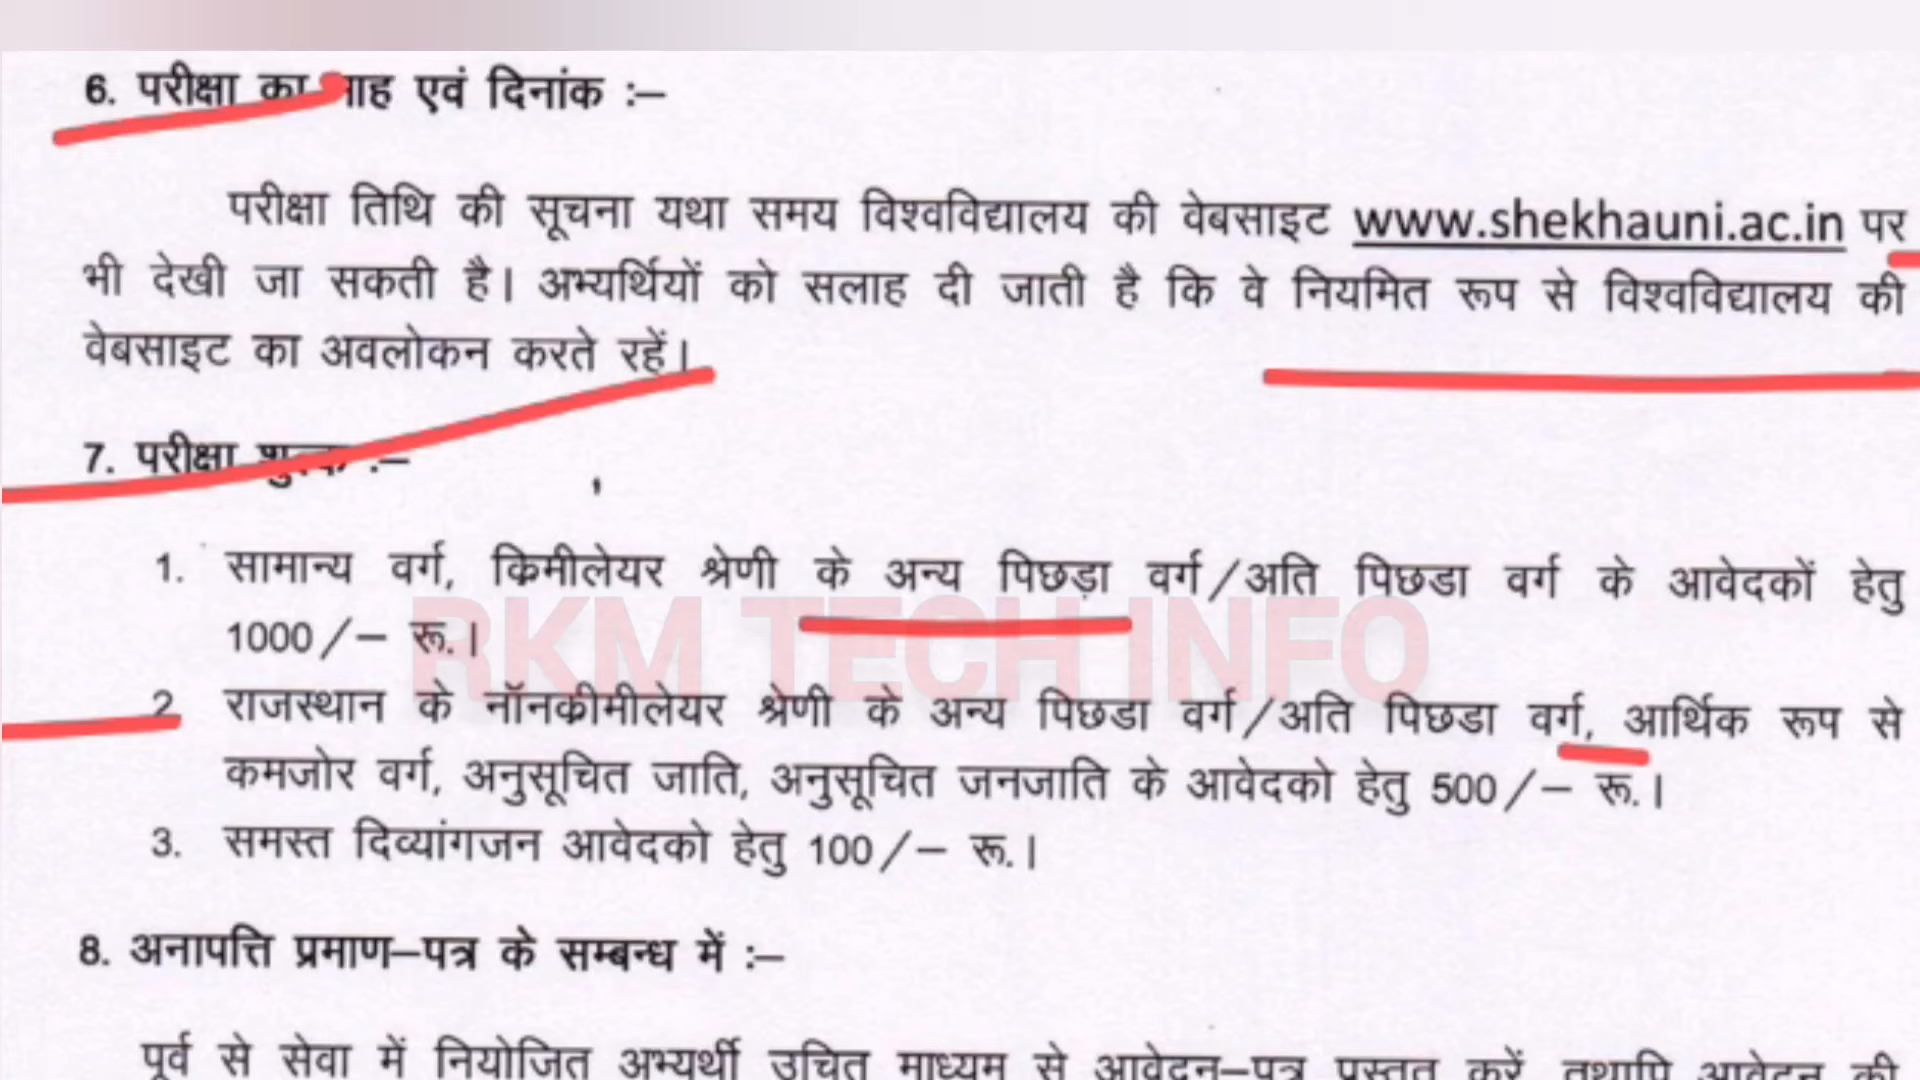 6. परीक्षा का माह एवं दिनांक :–
परीक्षा तिथि की सूचना यथा समय विश्वविद्यालय की वेबसाइट www.shekhauni.ac.in पर
भी देखी जा सकती है। अभ्यर्थियों को सलाह दी जाती है कि वे नियमित रूप से विश्वविद्यालय की
वेबसाइट का अवलोकन करते रहें।
7. परीक्षा शुल्क :–
1. सामान्य वर्ग, क्रिमीलेयर श्रेणी के अन्य पिछड़ा वर्ग/अति पिछडा वर्ग के आवेदकों हेतु
1000/– रू.।
RKM TECH INFO
2 राजस्थान के नॉनक्रीमीलेयर श्रेणी के अन्य पिछडा वर्ग/अति पिछडा वर्ग, आर्थिक रूप से
कमजोर वर्ग, अनुसूचित जाति, अनुसूचित जनजाति के आवेदको हेतु 500/– रू.।
3. समस्त दिव्यांगजन आवेदको हेतु 100/– रू.।
8. अनापत्ति प्रमाण–पत्र के सम्बन्ध में :–
पूर्व से सेवा में नियोजित अभ्यर्थी उचित माध्यम से आवेदन–पत्र प्रस्तुत करें तथापि आवेदन की